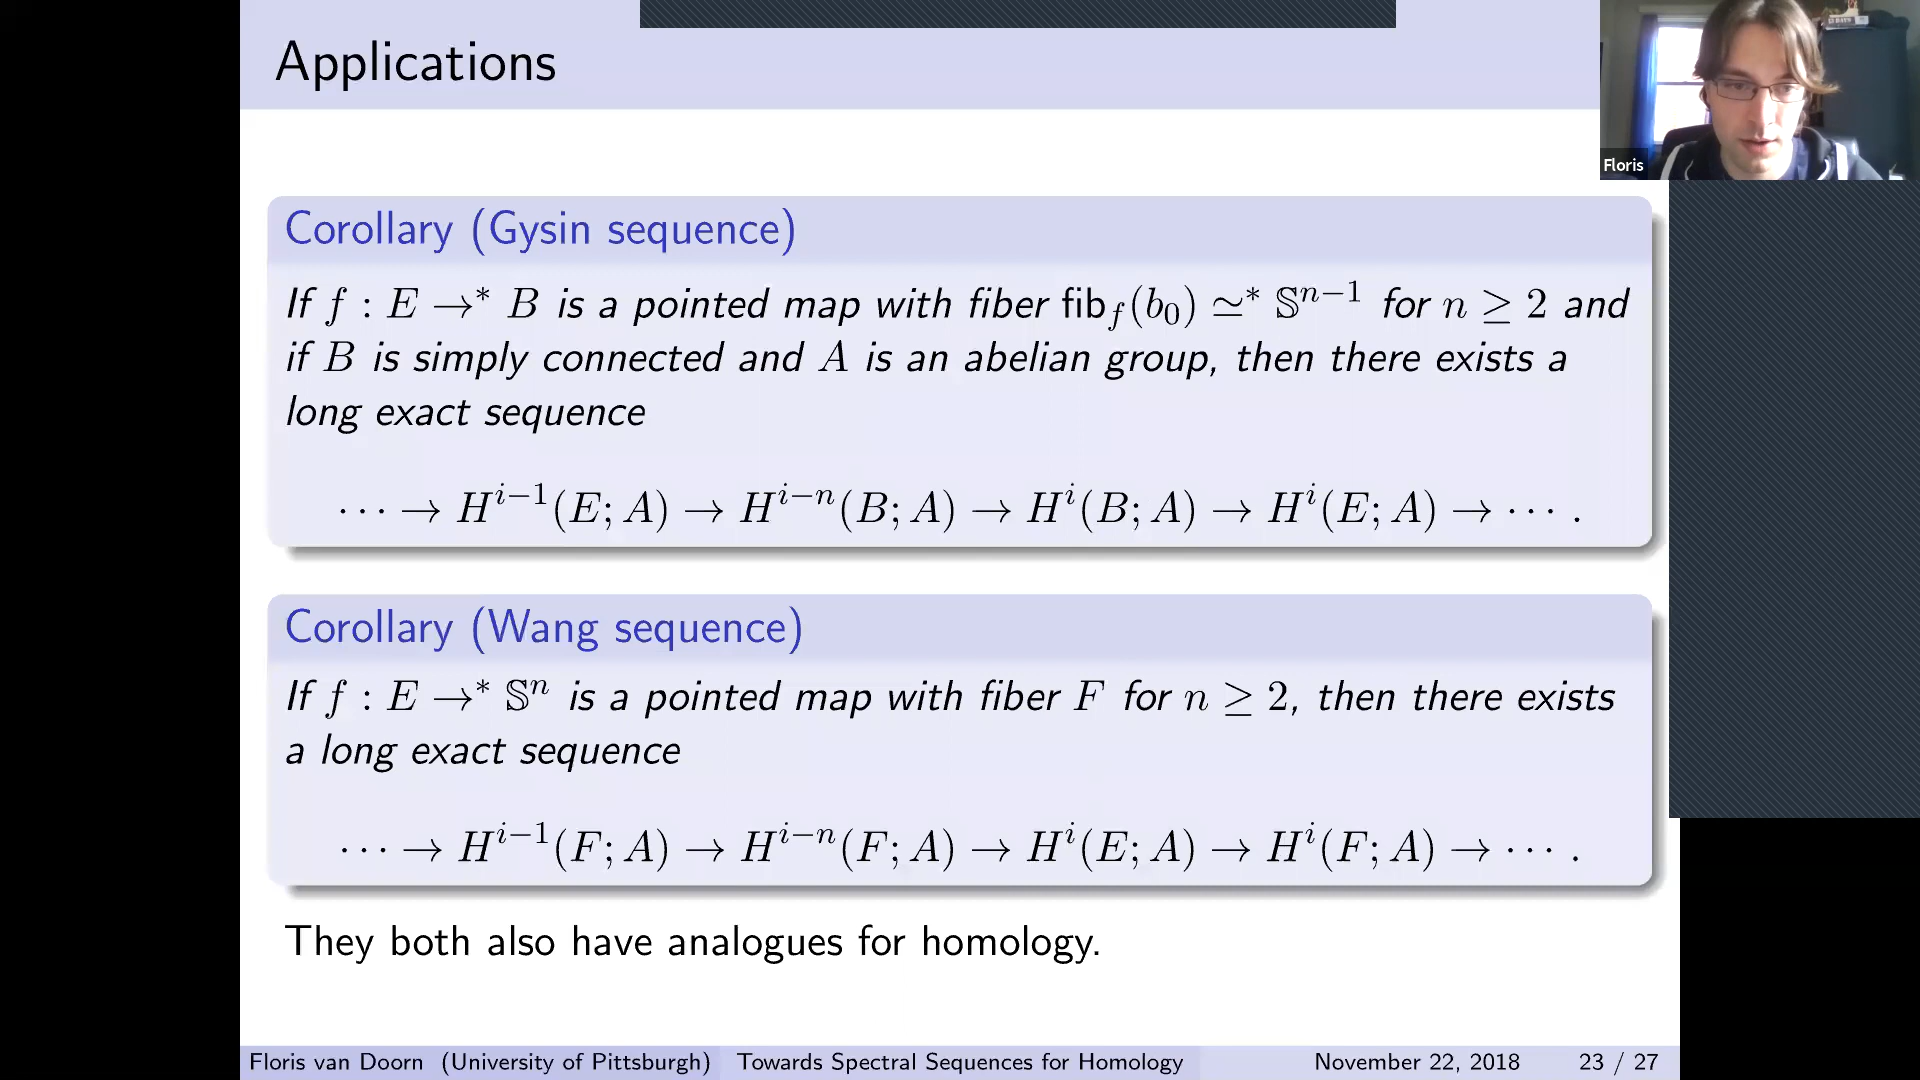 Applications
Floris
Corollary (Gysin sequence)
If f : E →* B is a pointed map with fiber fib_f(b_0) ≃* 𝕊^{n−1} for n ≥ 2 and
if B is simply connected and A is an abelian group, then there exists a
long exact sequence
··· → H^{i−1}(E; A) → H^{i−n}(B; A) → H^i(B; A) → H^i(E; A) → ··· .
Corollary (Wang sequence)
If f : E →* 𝕊^n is a pointed map with fiber F for n ≥ 2, then there exists
a long exact sequence
··· → H^{i−1}(F; A) → H^{i−n}(F; A) → H^i(E; A) → H^i(F; A) → ··· .
They both also have analogues for homology.
Floris van Doorn (University of Pittsburgh) Towards Spectral Sequences for Homology November 22, 2018 23 / 27